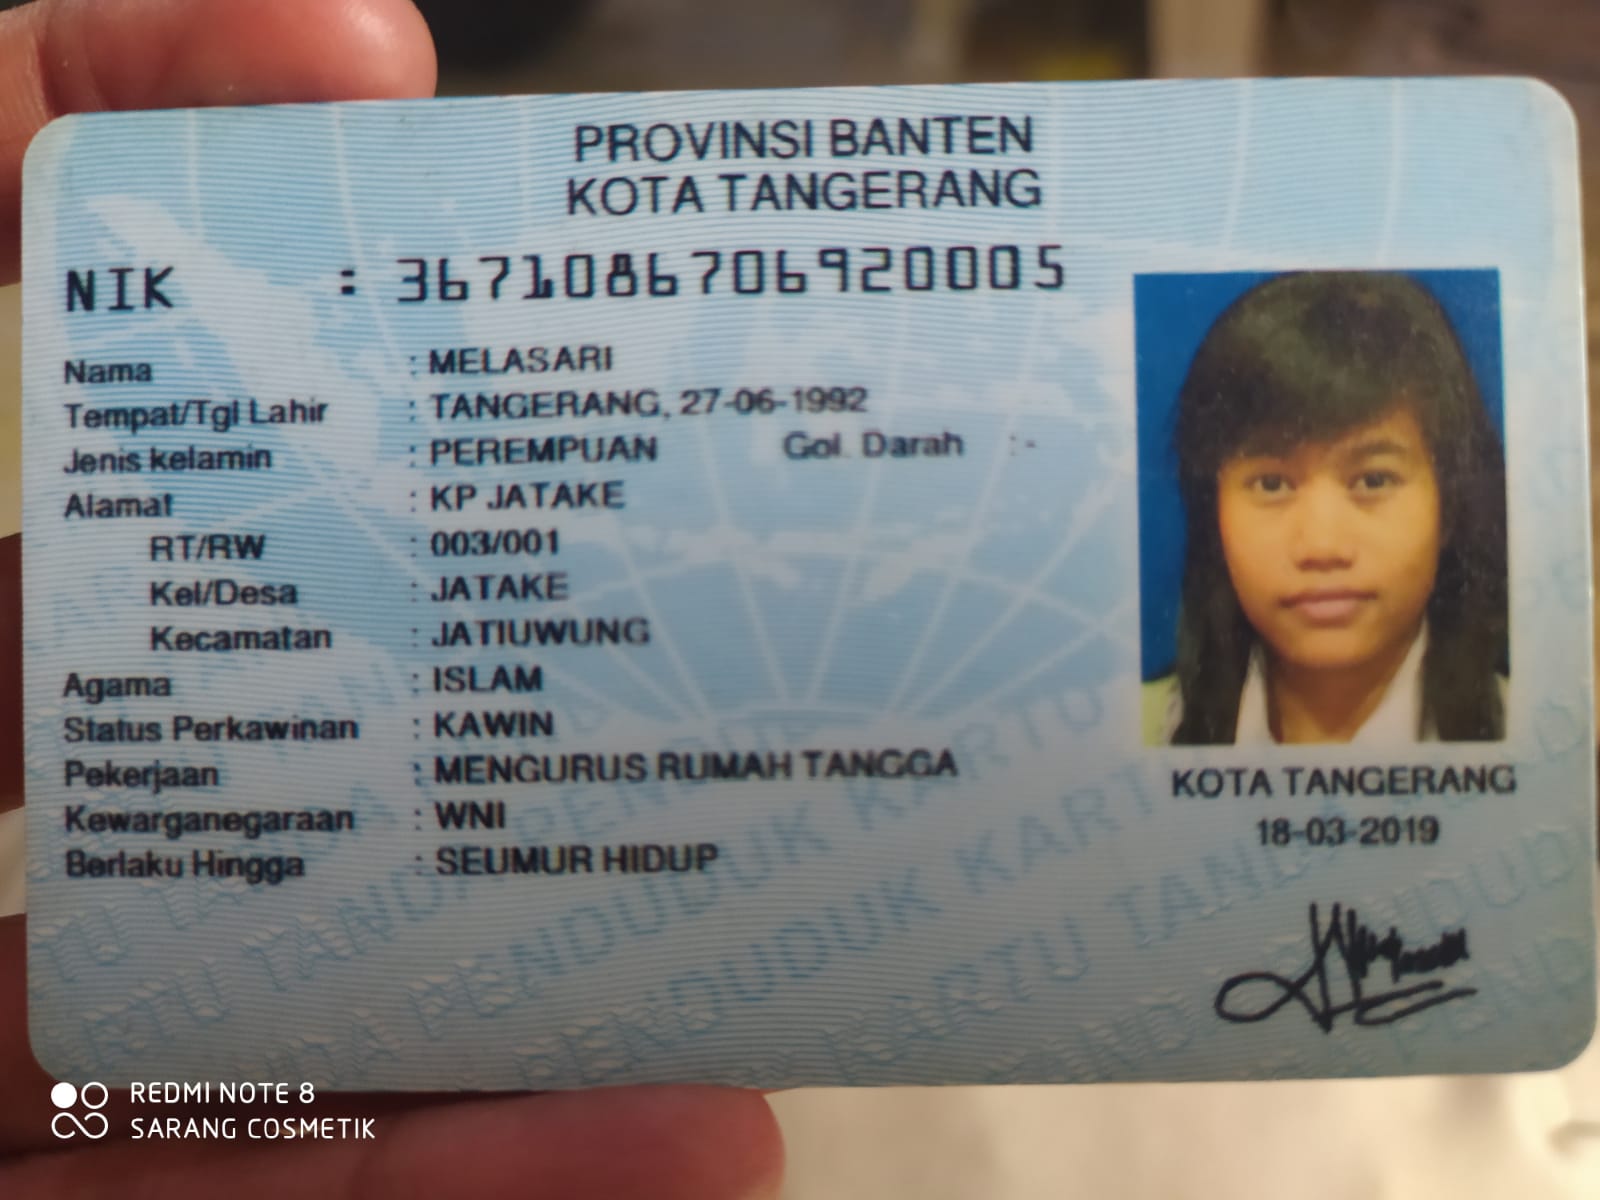 PROVINSI BANTEN
KOTA TANGERANG
NIK : 3671086706920005
Nama : MELASARI
Tempat/Tgl Lahir : TANGERANG, 27-06-1992
Jenis kelamin : PEREMPUAN Gol. Darah : -
Alamat : KP JATAKE
RT/RW : 003/001
Kel/Desa : JATAKE
Kecamatan : JATIUWUNG
Agama : ISLAM
Status Perkawinan : KAWIN
Pekerjaan : MENGURUS RUMAH TANGGA
Kewarganegaraan : WNI
Berlaku Hingga : SEUMUR HIDUP
KOTA TANGERANG
18-03-2019
REDMI NOTE 8
SARANG COSMETIK